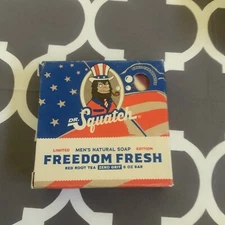 DR.
Squatch
LIMITED MEN'S NATURAL SOAP EDITION
FREEDOM FRESH
RED ROOT TEA ZERO GRIT 5 OZ BAR